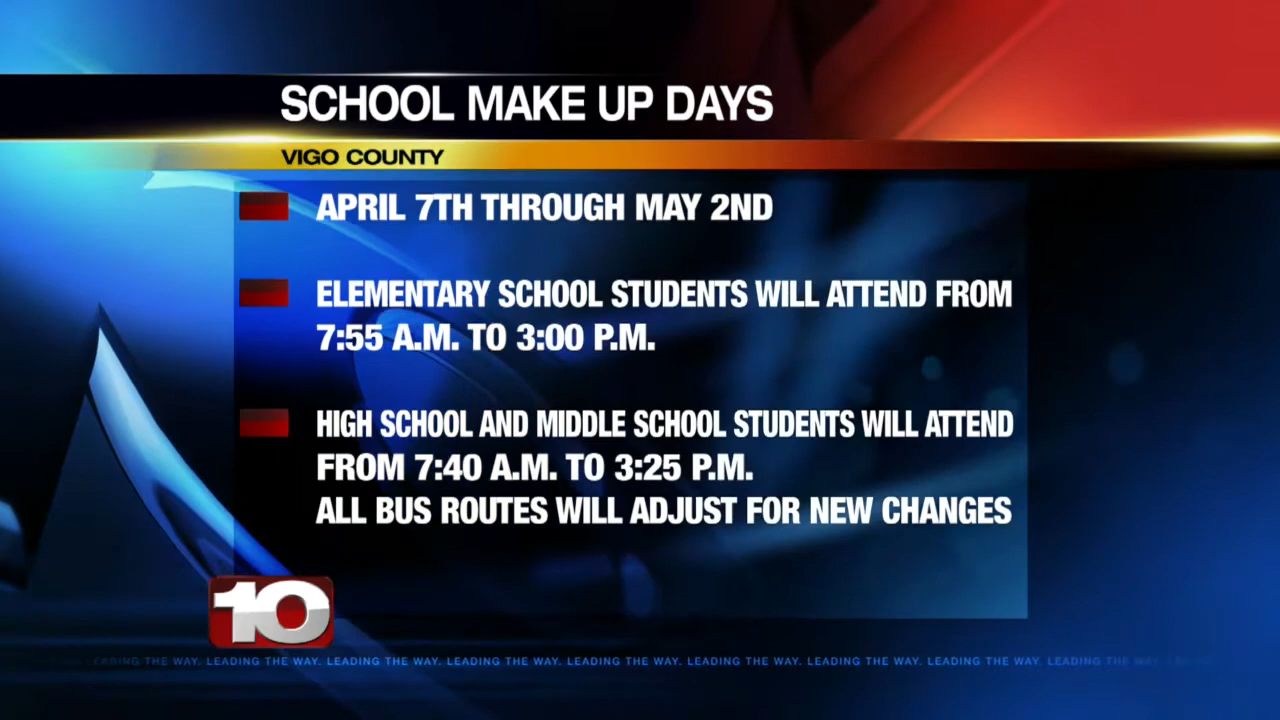 SCHOOL MAKE UP DAYS
VIGO COUNTY
APRIL 7TH THROUGH MAY 2ND
ELEMENTARY SCHOOL STUDENTS WILL ATTEND FROM
7:55 A.M. TO 3:00 P.M.
HIGH SCHOOL AND MIDDLE SCHOOL STUDENTS WILL ATTEND
FROM 7:40 A.M. TO 3:25 P.M.
ALL BUS ROUTES WILL ADJUST FOR NEW CHANGES
10
LEADING THE WAY. LEADING THE WAY. LEADING THE WAY. LEADING THE WAY. LEADING THE WAY. LEADING THE WAY. LEADING THE WAY. LEADING THE WAY. LEADING THE WAY.